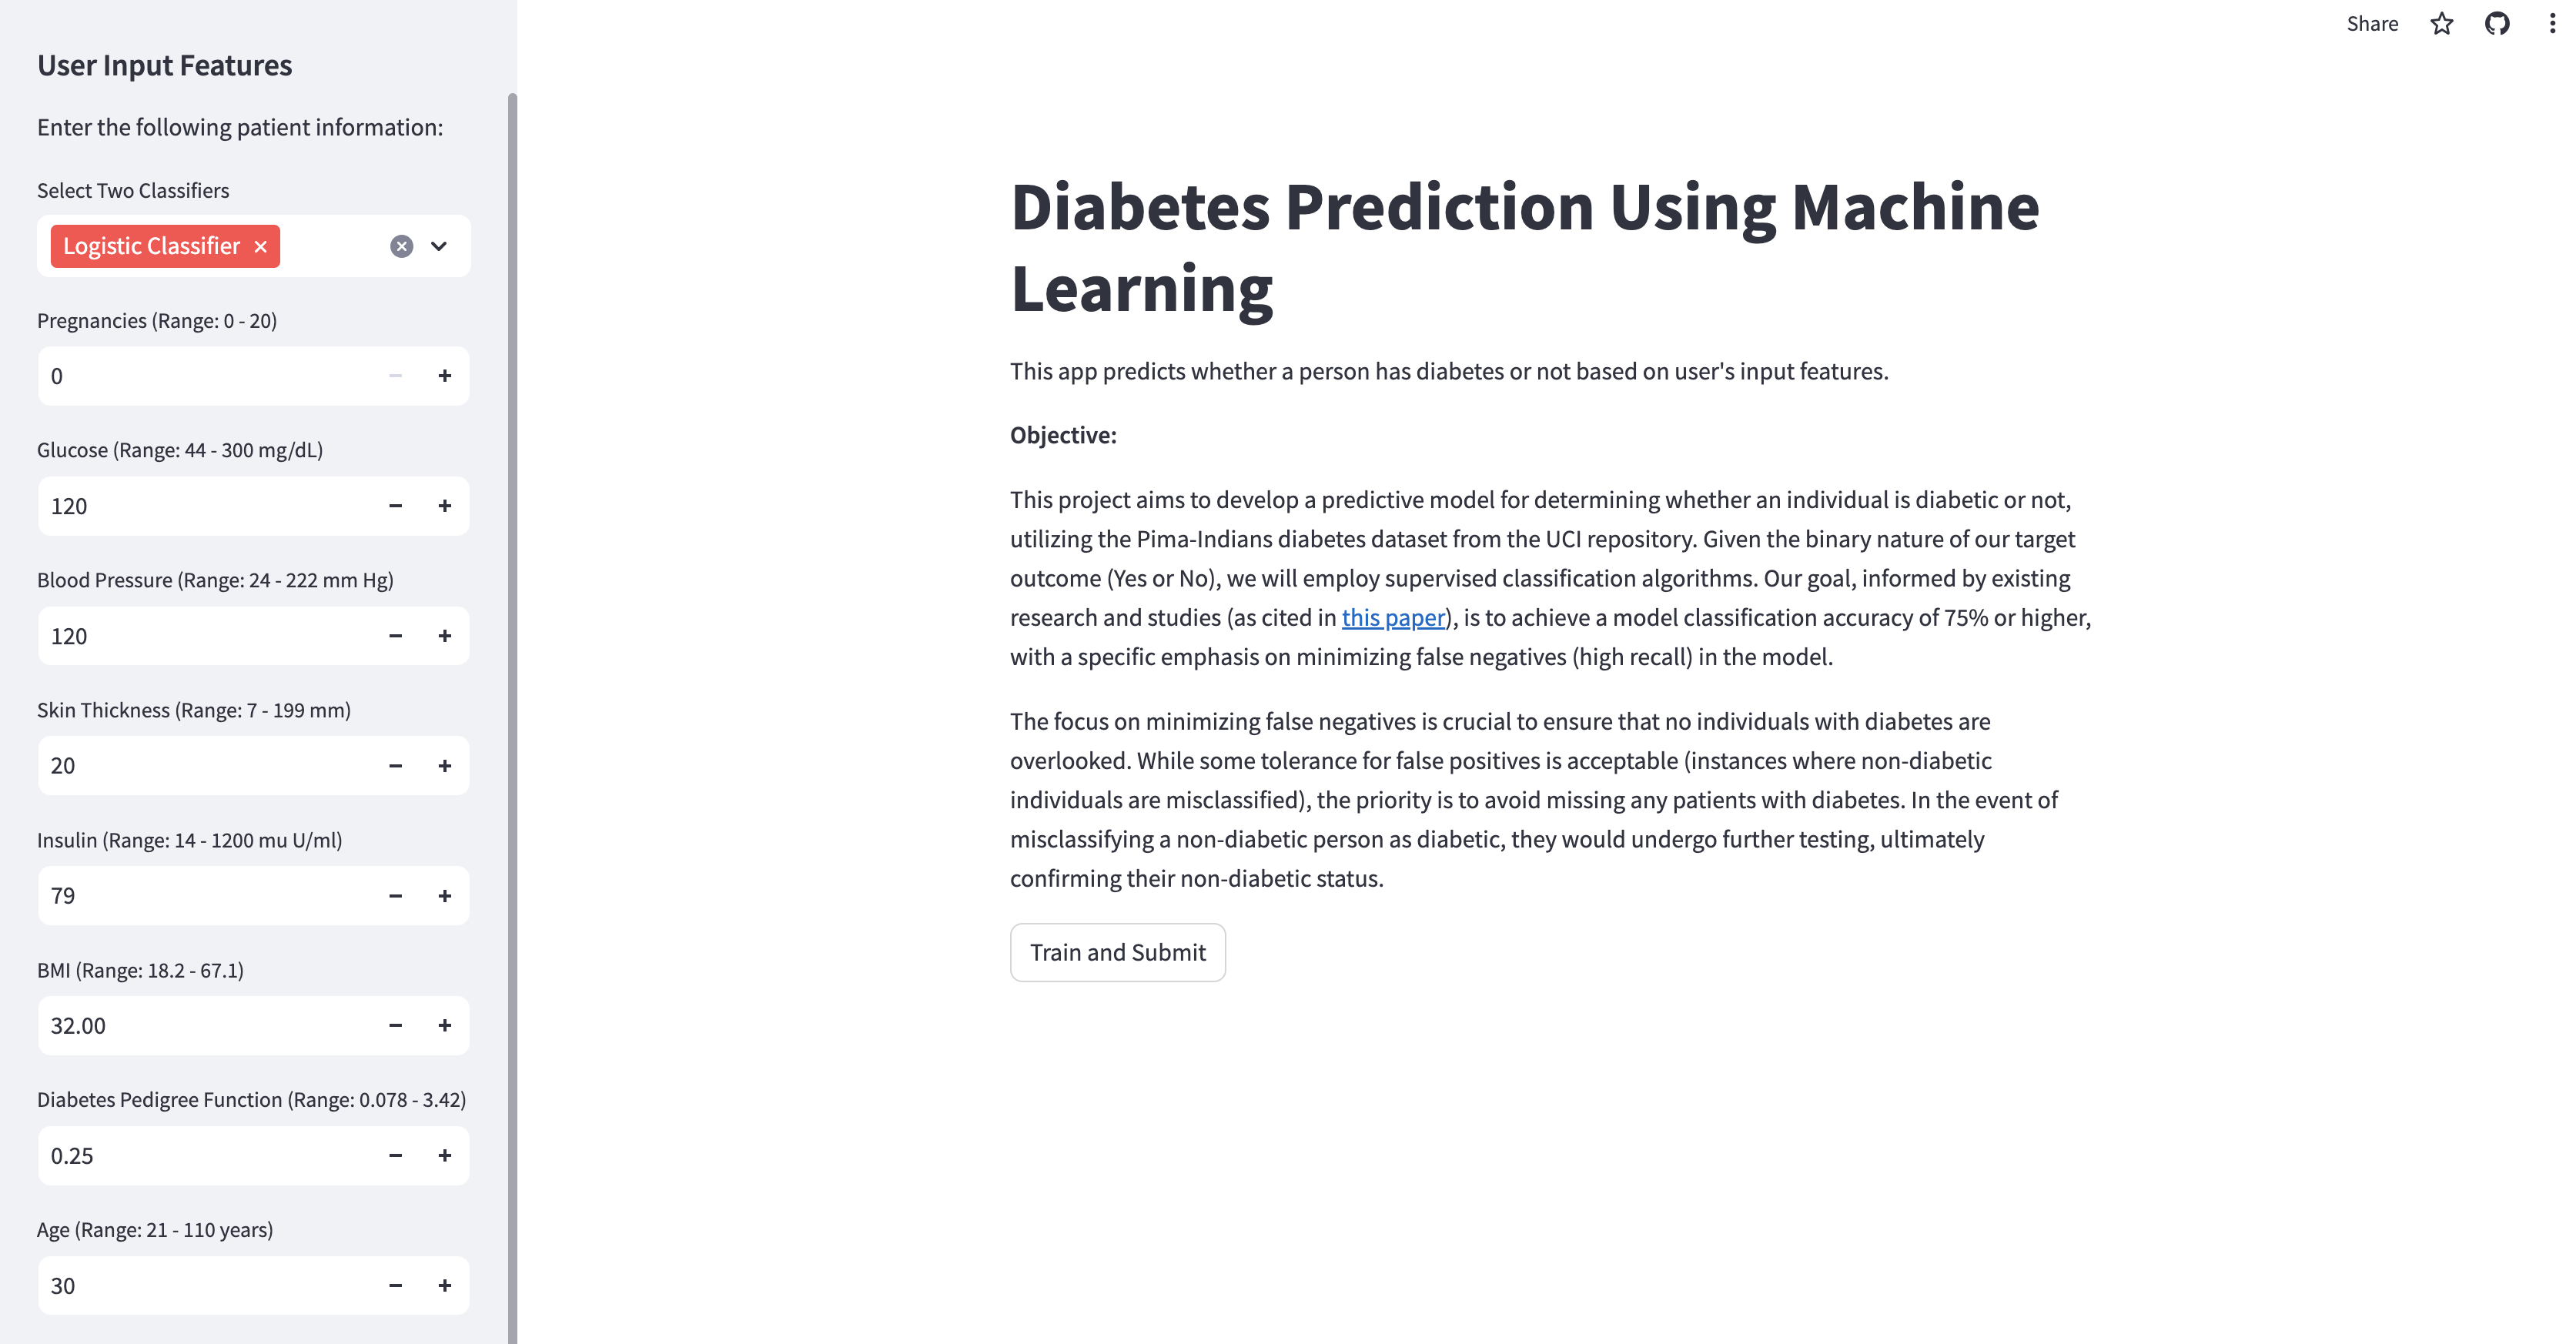 User Input Features
Enter the following patient information:
Select Two Classifiers
Logistic Classifier
Pregnancies (Range: 0 - 20)
0
Glucose (Range: 44 - 300 mg/dL)
120
Blood Pressure (Range: 24 - 222 mm Hg)
120
Skin Thickness (Range: 7 - 199 mm)
20
Insulin (Range: 14 - 1200 mu U/ml)
79
BMI (Range: 18.2 - 67.1)
32.00
Diabetes Pedigree Function (Range: 0.078 - 3.42)
0.25
Age (Range: 21 - 110 years)
30
Share
Diabetes Prediction Using Machine
Learning
This app predicts whether a person has diabetes or not based on user's input features.
Objective:
This project aims to develop a predictive model for determining whether an individual is diabetic or not,
utilizing the Pima-Indians diabetes dataset from the UCI repository. Given the binary nature of our target
outcome (Yes or No), we will employ supervised classification algorithms. Our goal, informed by existing
research and studies (as cited in this paper), is to achieve a model classification accuracy of 75% or higher,
with a specific emphasis on minimizing false negatives (high recall) in the model.
The focus on minimizing false negatives is crucial to ensure that no individuals with diabetes are
overlooked. While some tolerance for false positives is acceptable (instances where non-diabetic
individuals are misclassified), the priority is to avoid missing any patients with diabetes. In the event of
misclassifying a non-diabetic person as diabetic, they would undergo further testing, ultimately
confirming their non-diabetic status.
Train and Submit